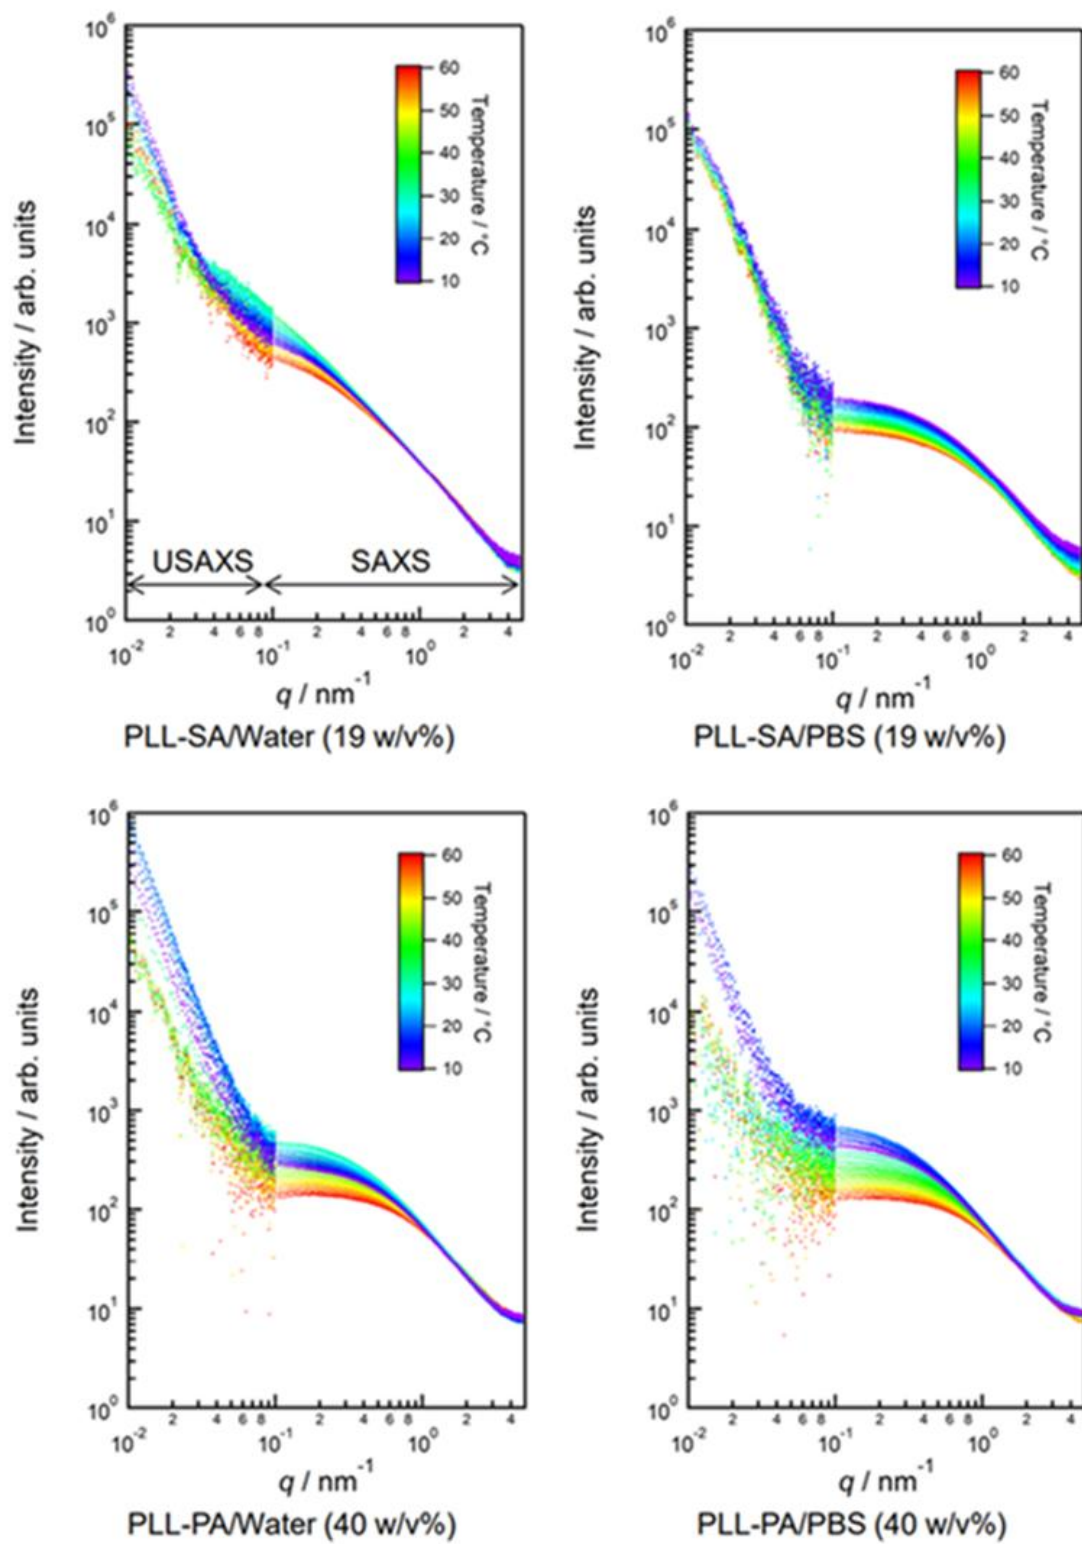 10⁶
10⁵
10⁴
10³
10²
10¹
10⁰
Intensity / arb. units
60
50
40
30
20
10
Temperature / °C
USAXS
SAXS
2 4 6 8 2 4 6 8 2 4
10⁻² 10⁻¹ 10⁰
q / nm⁻¹
PLL-SA/Water (19 w/v%)
10⁶
10⁵
10⁴
10³
10²
10¹
10⁰
Intensity / arb. units
60
50
40
30
20
10
Temperature / °C
2 4 6 8 2 4 6 8 2 4
10⁻² 10⁻¹ 10⁰
q / nm⁻¹
PLL-SA/PBS (19 w/v%)
10⁶
10⁵
10⁴
10³
10²
10¹
10⁰
Intensity / arb. units
60
50
40
30
20
10
Temperature / °C
2 4 6 8 2 4 6 8 2 4
10⁻² 10⁻¹ 10⁰
q / nm⁻¹
PLL-PA/Water (40 w/v%)
10⁶
10⁵
10⁴
10³
10²
10¹
10⁰
Intensity / arb. units
60
50
40
30
20
10
Temperature / °C
2 4 6 8 2 4 6 8 2 4
10⁻² 10⁻¹ 10⁰
q / nm⁻¹
PLL-PA/PBS (40 w/v%)